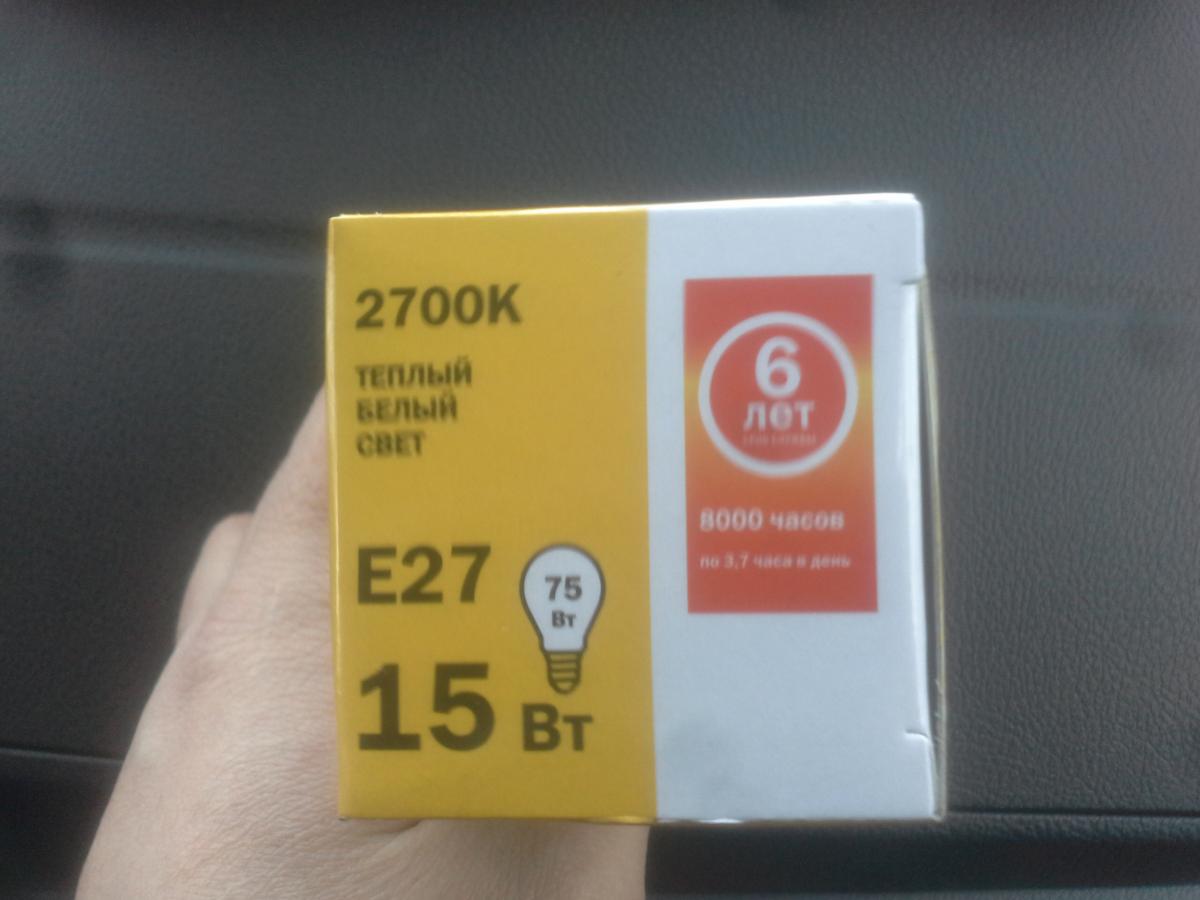 2700K
ТЕПЛЫЙ
БЕЛЫЙ
СВЕТ
E27
75
Вт
15 Вт
6
лет
8000 часов
по 3,7 часа в день